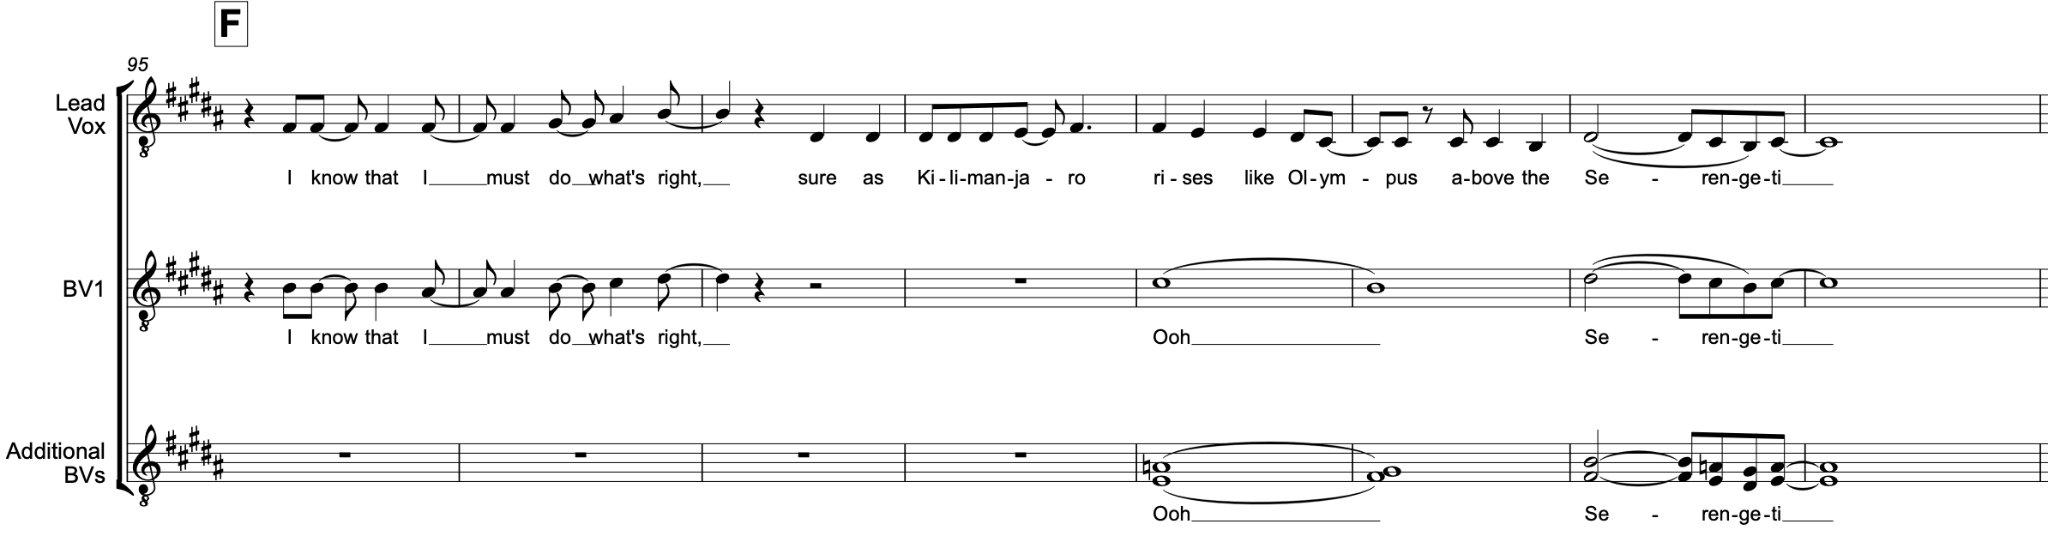 F
95
Lead
Vox
I know that I must do what's right, sure as Ki-li-man-ja-ro ri-ses like Ol-ym-pus a-bove the Se-ren-ge-ti
BV1
I know that I must do what's right, Ooh Se-ren-ge-ti
Additional
BVs
Ooh Se-ren-ge-ti